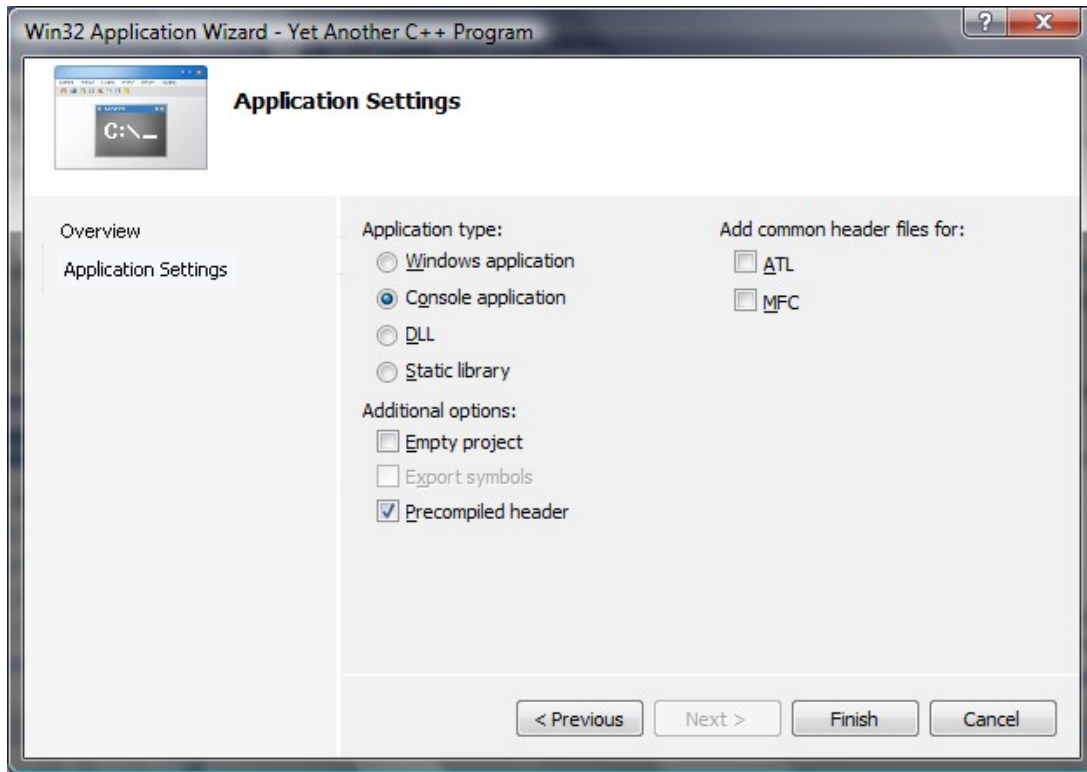 Win32 Application Wizard - Yet Another C++ Program
C:\_
Application Settings
Overview
Application Settings
Application type:
Windows application
Console application
DLL
Static library
Additional options:
Empty project
Export symbols
Precompiled header
Add common header files for:
ATL
MFC
< Previous
Next >
Finish
Cancel